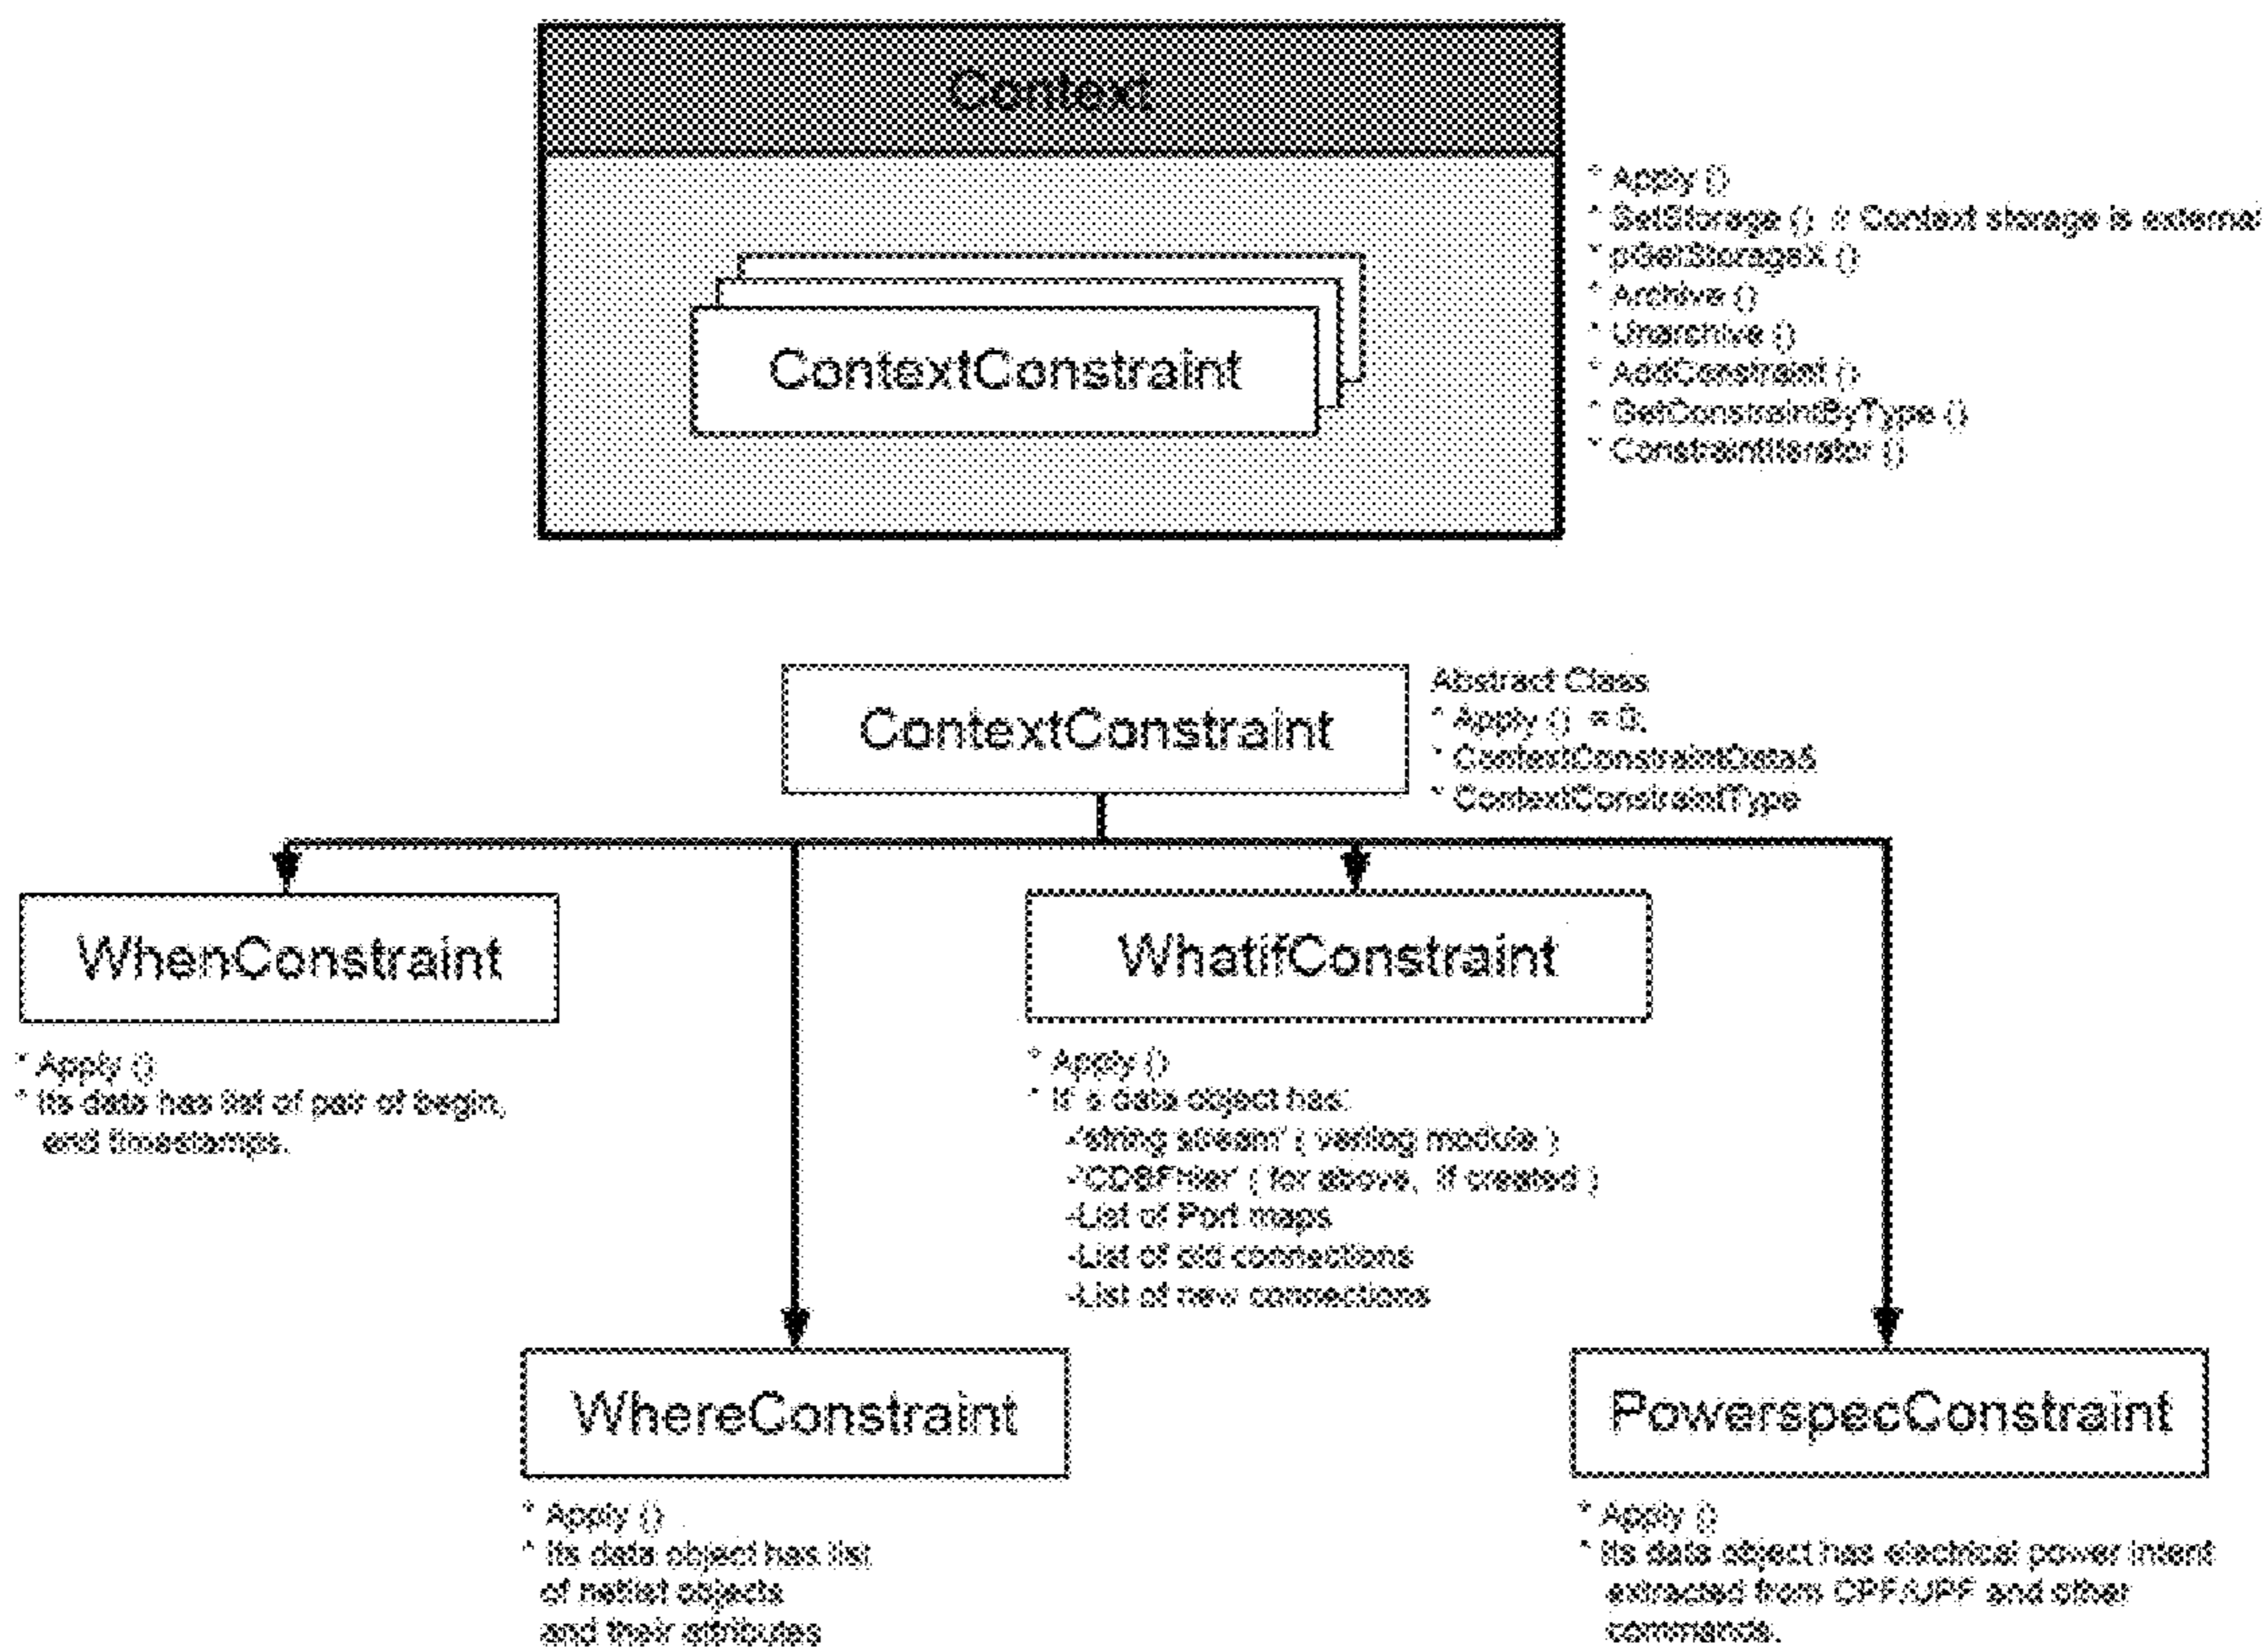 Context
* Apply ()
* SetStorage () // Context storage is external
* pGetStorageX ()
* Archive ()
* Unarchive ()
* AddConstraint ()
* GetConstraintByType ()
* ConstraintIterator ()
ContextConstraint
ContextConstraint
Abstract Class
* Apply () = 0;
* ContextConstraintData&
* ContextConstraintType
WhenConstraint
* Apply ()
* Its data has list of pair of begin,
end timestamps.
WhatifConstraint
* Apply ()
* It's data object has:
-'string stream' ( verilog module )
( for above, if created )
-List of Port maps
-List of old connections
-List of new connections
WhereConstraint
* Apply ()
* Its data object has list
of netlist objects
and their attributes
PowerspecConstraint
* Apply ()
* Its data object has electrical power intent
extracted from CPF/UPF and other
commands.